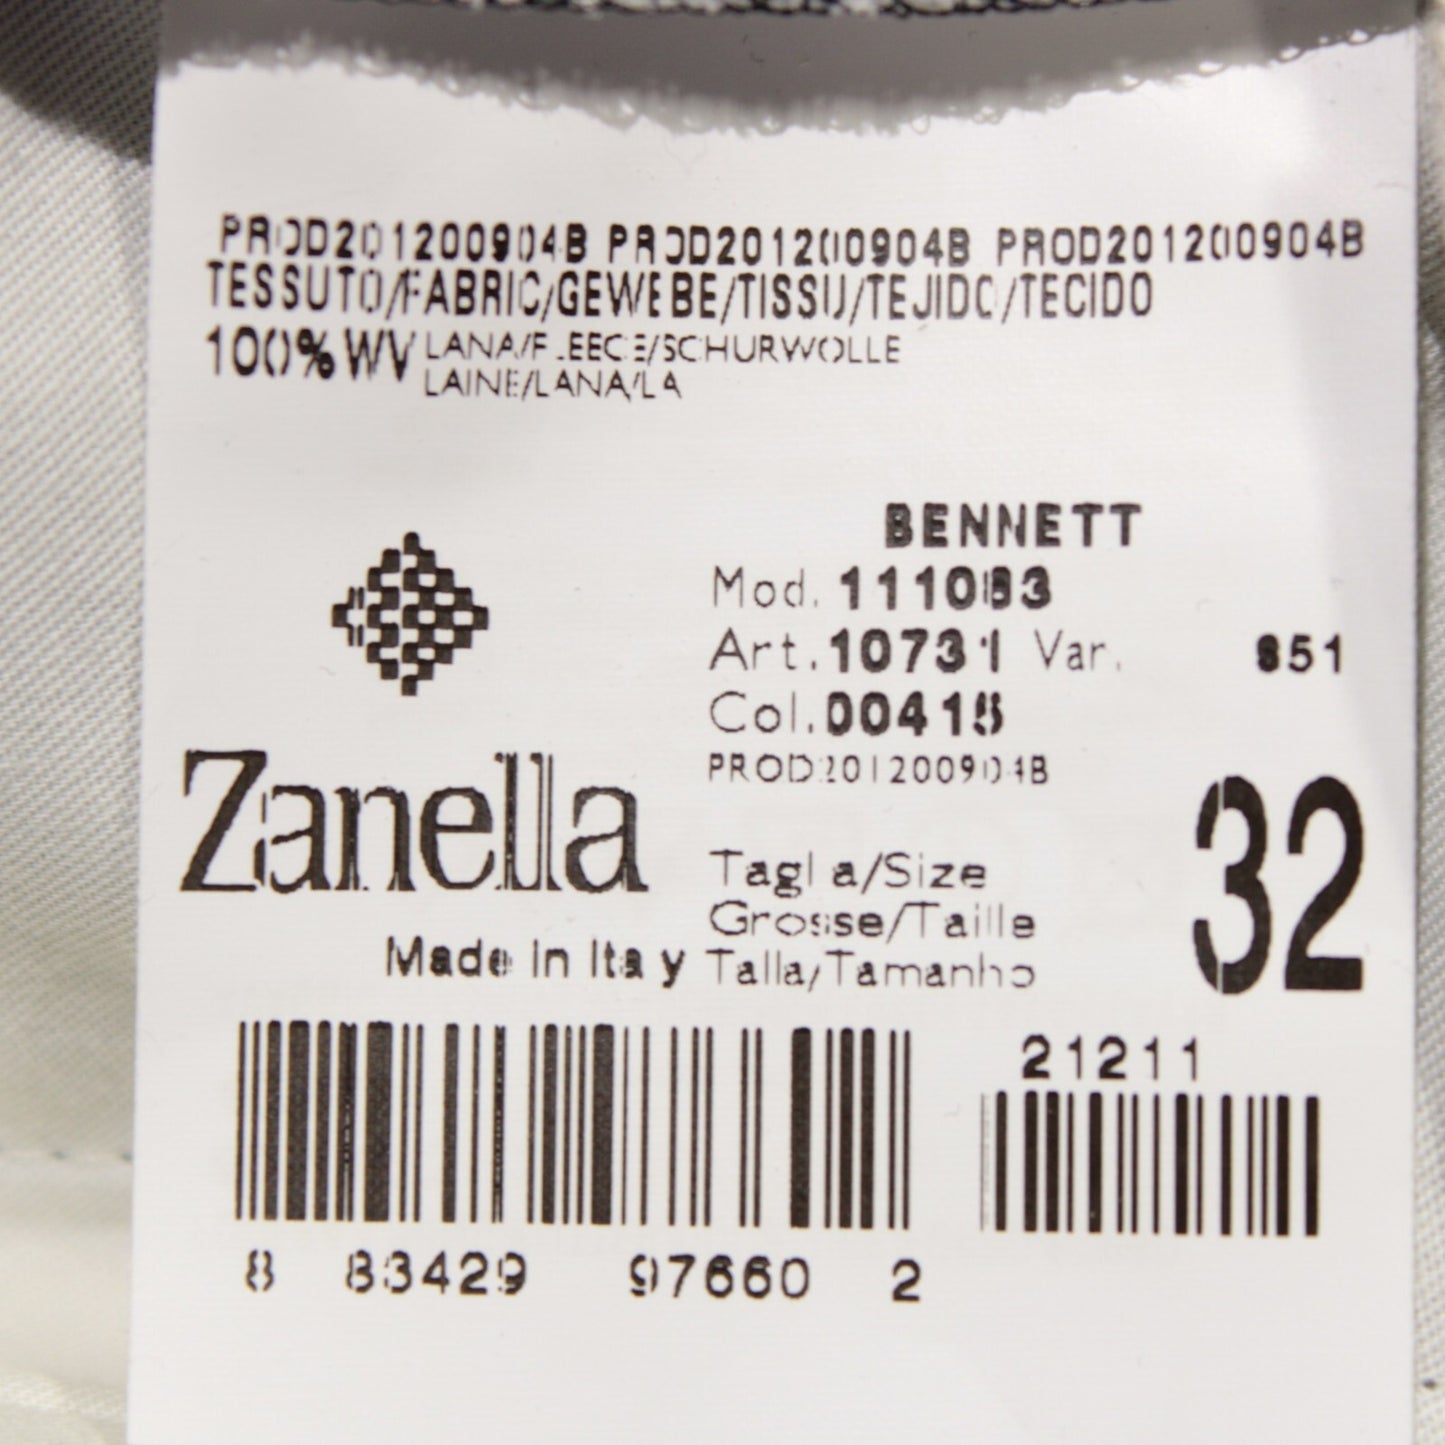 PROD201200904B PROD201200904B PROD201200904B
TESSUTO/FABRIC/GEWEBE/TISSU/TEJIDO/TECIDO
100% WV LANA/FLEECE/SCHURWOLLE
LAINE/LANA/LA
BENNETT
Mod. 111083
Art. 10731 Var. 851
Col. 00415
PROD201200904B
Zanella
Made In Italy
Taglia/Size
Grosse/Taille
Talla/Tamanho
32
21211
8 83429 97660 2